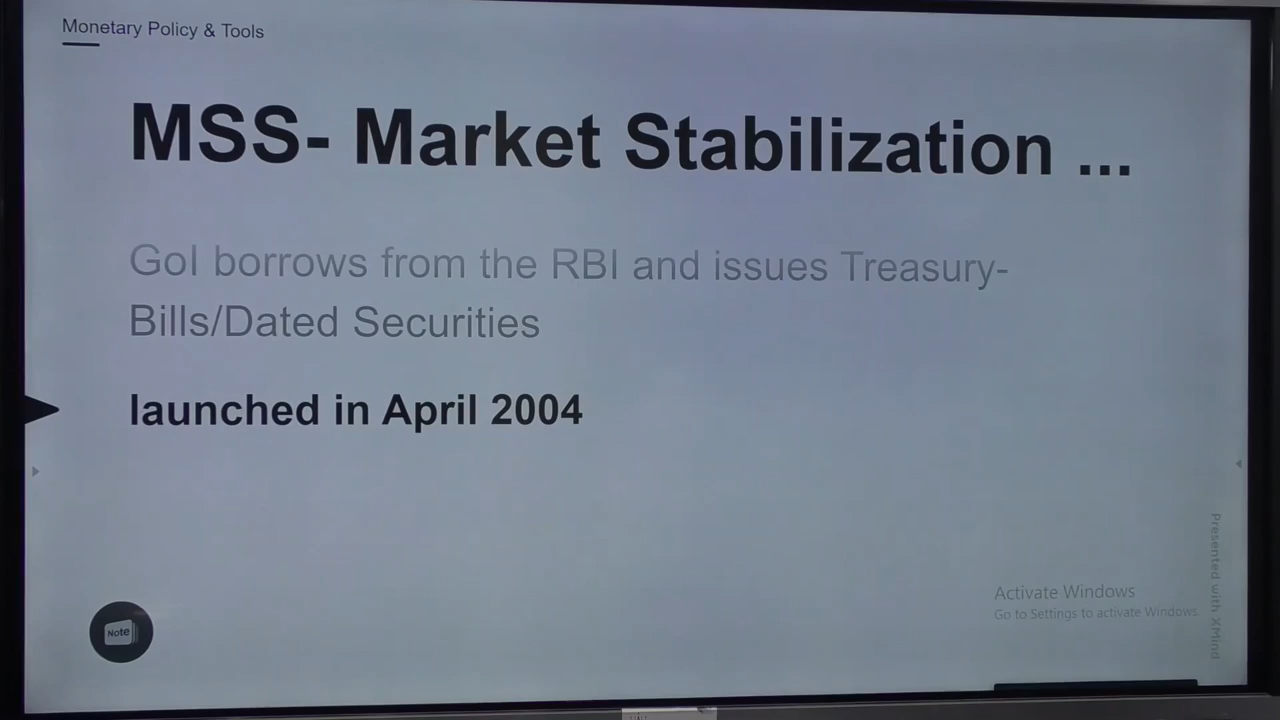 Monetary Policy & Tools
MSS- Market Stabilization ...
GoI borrows from the RBI and issues Treasury-
Bills/Dated Securities
launched in April 2004
Note
Activate Windows
Go to Settings to activate Windows.
Presented with XMind